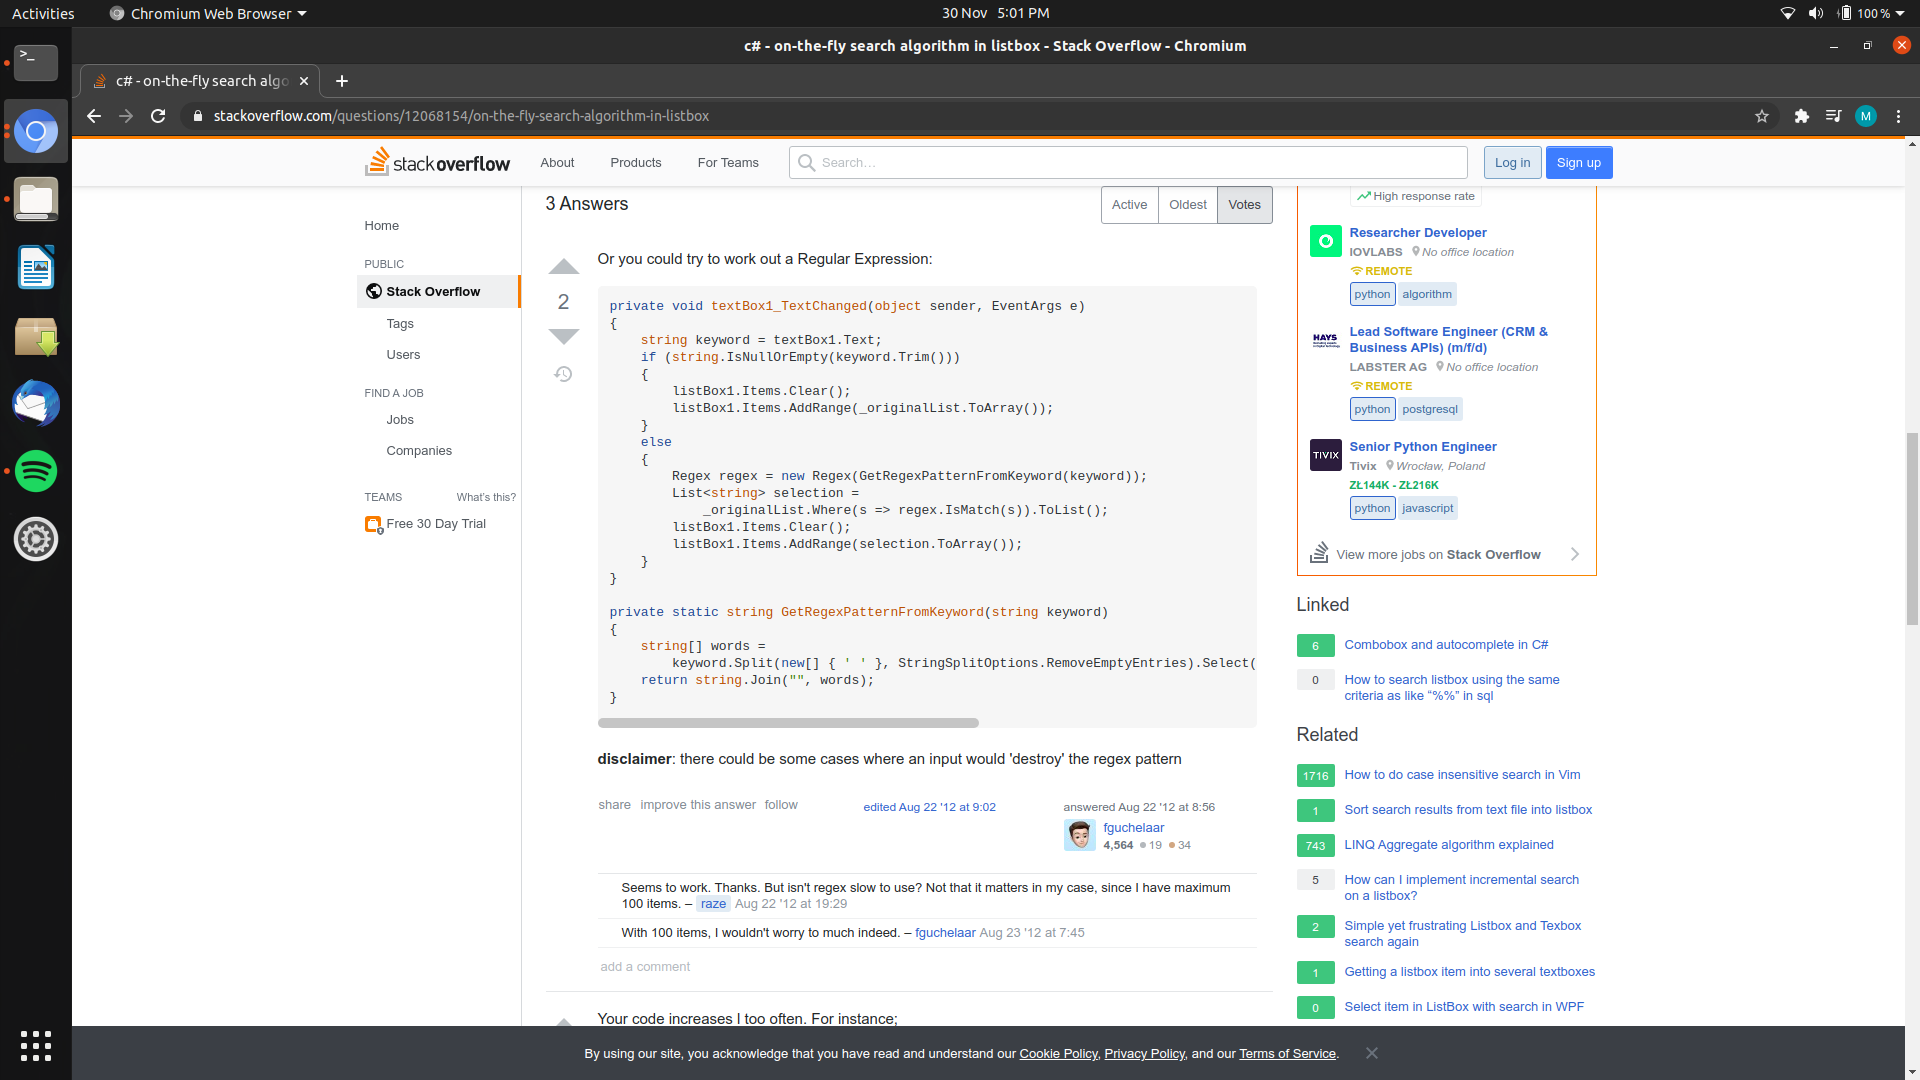 Activities
Chromium Web Browser
30 Nov 5:01 PM
100 %
c# - on-the-fly search algorithm in listbox - Stack Overflow - Chromium
c# - on-the-fly search algo
stackoverflow.com/questions/12068154/on-the-fly-search-algorithm-in-listbox
M
stackoverflow
About
Products
For Teams
Search…
Log in
Sign up
Home
PUBLIC
Stack Overflow
Tags
Users
FIND A JOB
Jobs
Companies
TEAMS
What's this?
Free 30 Day Trial
3 Answers
Active
Oldest
Votes
2
Or you could try to work out a Regular Expression:
private void textBox1_TextChanged(object sender, EventArgs e)
{
string keyword = textBox1.Text;
if (string.IsNullOrEmpty(keyword.Trim()))
{
listBox1.Items.Clear();
listBox1.Items.AddRange(_originalList.ToArray());
}
else
{
Regex regex = new Regex(GetRegexPatternFromKeyword(keyword));
List<string> selection =
_originalList.Where(s => regex.IsMatch(s)).ToList();
listBox1.Items.Clear();
listBox1.Items.AddRange(selection.ToArray());
}
}
private static string GetRegexPatternFromKeyword(string keyword)
{
string[] words =
keyword.Split(new[] { ' ' }, StringSplitOptions.RemoveEmptyEntries).Select(
return string.Join("", words);
}
disclaimer: there could be some cases where an input would 'destroy' the regex pattern
share improve this answer follow
edited Aug 22 '12 at 9:02
answered Aug 22 '12 at 8:56
fguchelaar
4,564 19 34
Seems to work. Thanks. But isn't regex slow to use? Not that it matters in my case, since I have maximum
100 items. – raze Aug 22 '12 at 19:29
With 100 items, I wouldn't worry to much indeed. – fguchelaar Aug 23 '12 at 7:45
add a comment
Your code increases I too often. For instance;
High response rate
Researcher Developer
IOVLABS No office location
REMOTE
python algorithm
HAYS
Lead Software Engineer (CRM &
Business APIs) (m/f/d)
LABSTER AG No office location
REMOTE
python postgresql
TIVIX
Senior Python Engineer
Tivix Wrocław, Poland
ZŁ144K - ZŁ216K
python javascript
View more jobs on Stack Overflow
Linked
6 Combobox and autocomplete in C#
0 How to search listbox using the same
criteria as like “%%” in sql
Related
1716 How to do case insensitive search in Vim
1 Sort search results from text file into listbox
743 LINQ Aggregate algorithm explained
5 How can I implement incremental search
on a listbox?
2 Simple yet frustrating Listbox and Texbox
search again
1 Getting a listbox item into several textboxes
0 Select item in ListBox with search in WPF
By using our site, you acknowledge that you have read and understand our Cookie Policy, Privacy Policy, and our Terms of Service.